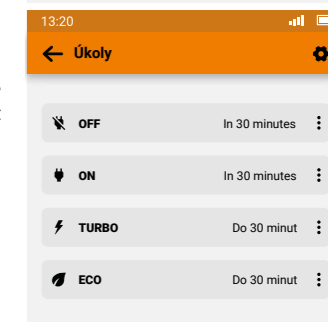 13:20
Úkoly
OFF In 30 minutes
ON In 30 minutes
TURBO Do 30 minut
ECO Do 30 minut